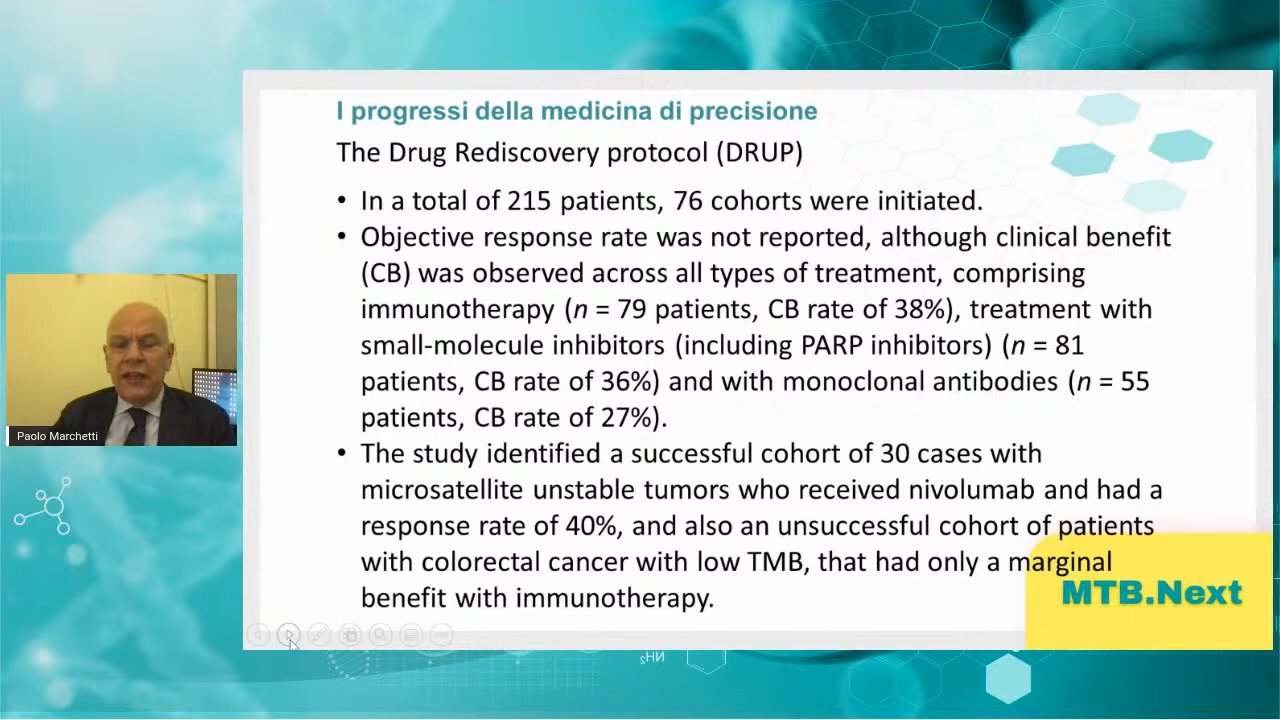 I progressi della medicina di precisione
The Drug Rediscovery protocol (DRUP)
• In a total of 215 patients, 76 cohorts were initiated.
• Objective response rate was not reported, although clinical benefit
(CB) was observed across all types of treatment, comprising
immunotherapy (n = 79 patients, CB rate of 38%), treatment with
small-molecule inhibitors (including PARP inhibitors) (n = 81
patients, CB rate of 36%) and with monoclonal antibodies (n = 55
patients, CB rate of 27%).
• The study identified a successful cohort of 30 cases with
microsatellite unstable tumors who received nivolumab and had a
response rate of 40%, and also an unsuccessful cohort of patients
with colorectal cancer with low TMB, that had only a marginal
benefit with immunotherapy.
Paolo Marchetti
MTB.Next